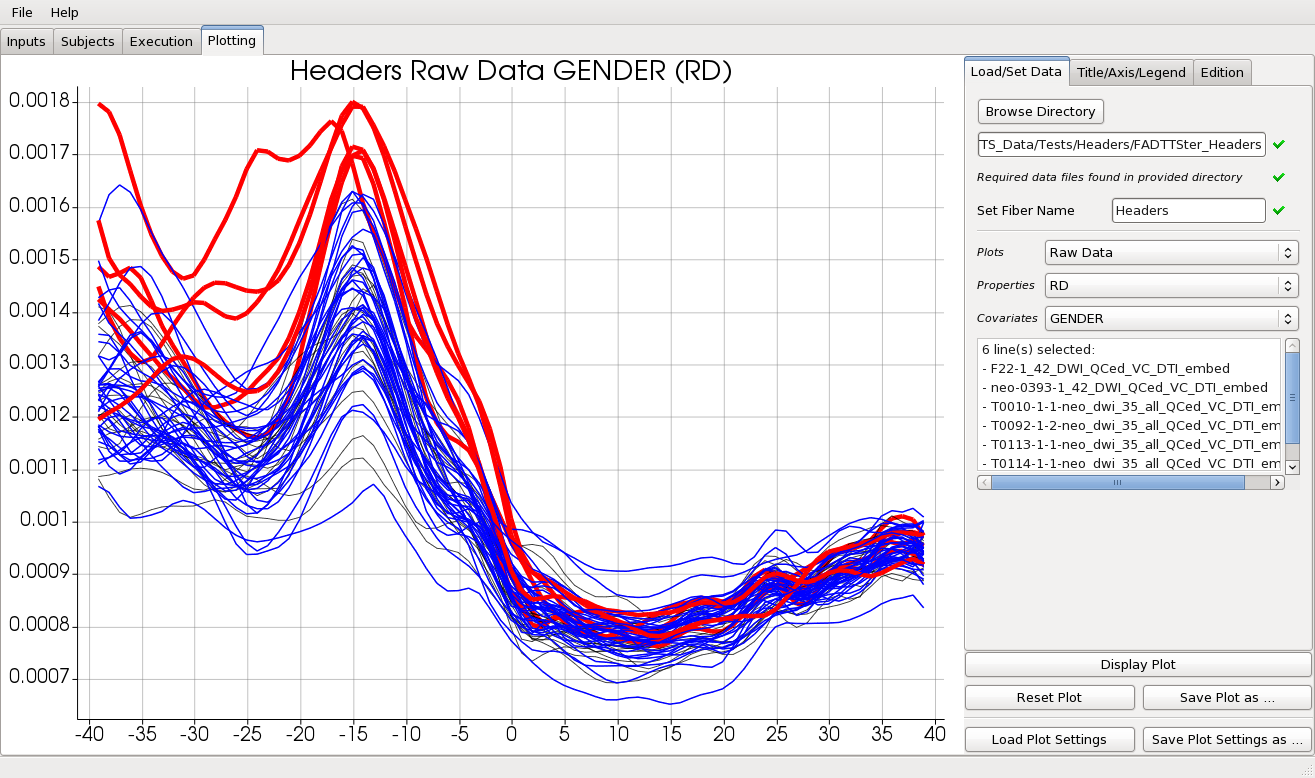 File Help
Inputs Subjects Execution Plotting
Headers Raw Data GENDER (RD)
0.0018
0.0017
0.0016
0.0015
0.0014
0.0013
0.0012
0.0011
0.001
0.0009
0.0008
0.0007
-40 -35 -30 -25 -20 -15 -10 -5 0 5 10 15 20 25 30 35 40
Load/Set Data Title/Axis/Legend Edition
Browse Directory
TS_Data/Tests/Headers/FADTTSter_Headers
Required data files found in provided directory
Set Fiber Name Headers
Plots Raw Data
Properties RD
Covariates GENDER
6 line(s) selected:
- F22-1_42_DWI_QCed_VC_DTI_embed
- neo-0393-1_42_DWI_QCed_VC_DTI_embed
- T0010-1-1-neo_dwi_35_all_QCed_VC_DTI_em
- T0092-1-2-neo_dwi_35_all_QCed_VC_DTI_em
- T0113-1-1-neo_dwi_35_all_QCed_VC_DTI_em
- T0114-1-1-neo_dwi_35_all_QCed_VC_DTI_em
Display Plot
Reset Plot Save Plot as ...
Load Plot Settings Save Plot Settings as ...